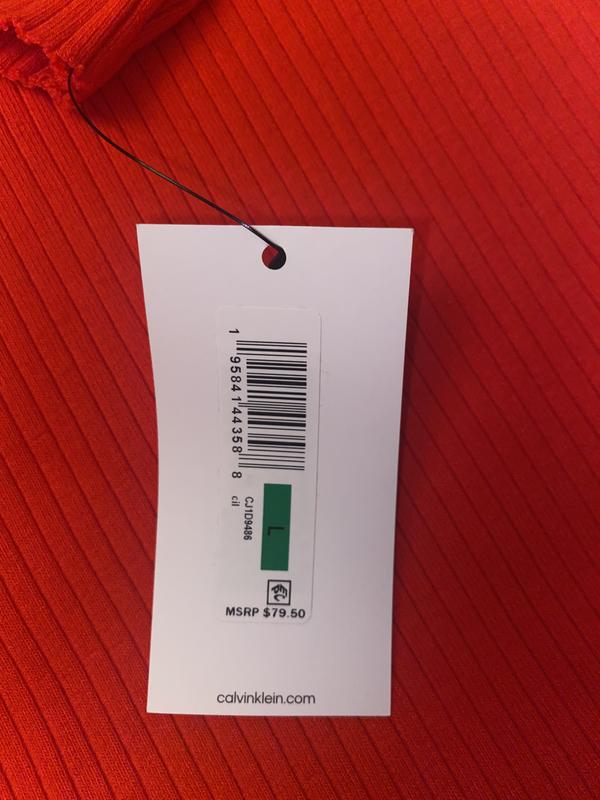 1 95841 44358 8
CJ1D9486
cil
L
MSRP $79.50
calvinklein.com